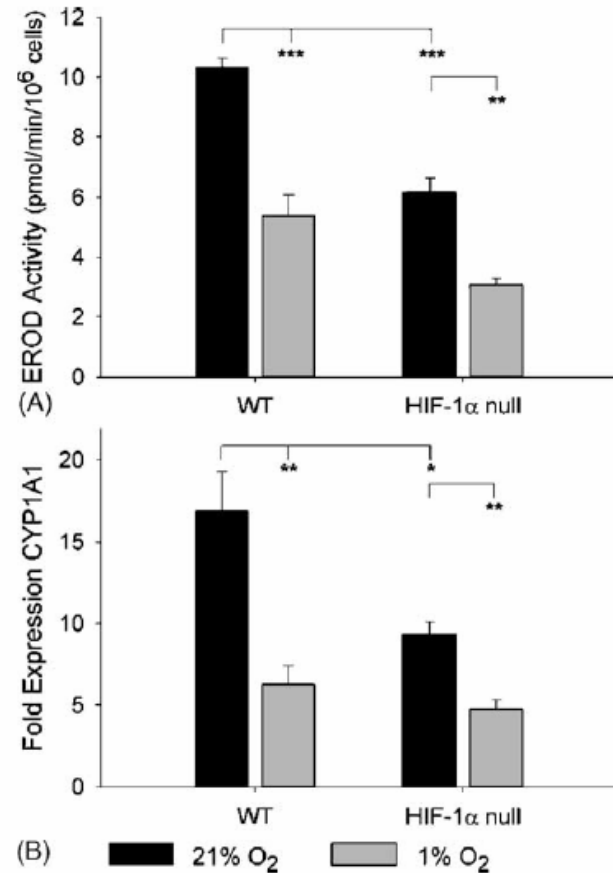 12
10
8
6
4
2
0
EROD Activity (pmol/min/10⁶ cells)
***
***
**
(A)
WT
HIF-1α null
20
15
10
5
0
Fold Expression CYP1A1
**
*
**
WT
HIF-1α null
(B)
21% O₂
1% O₂